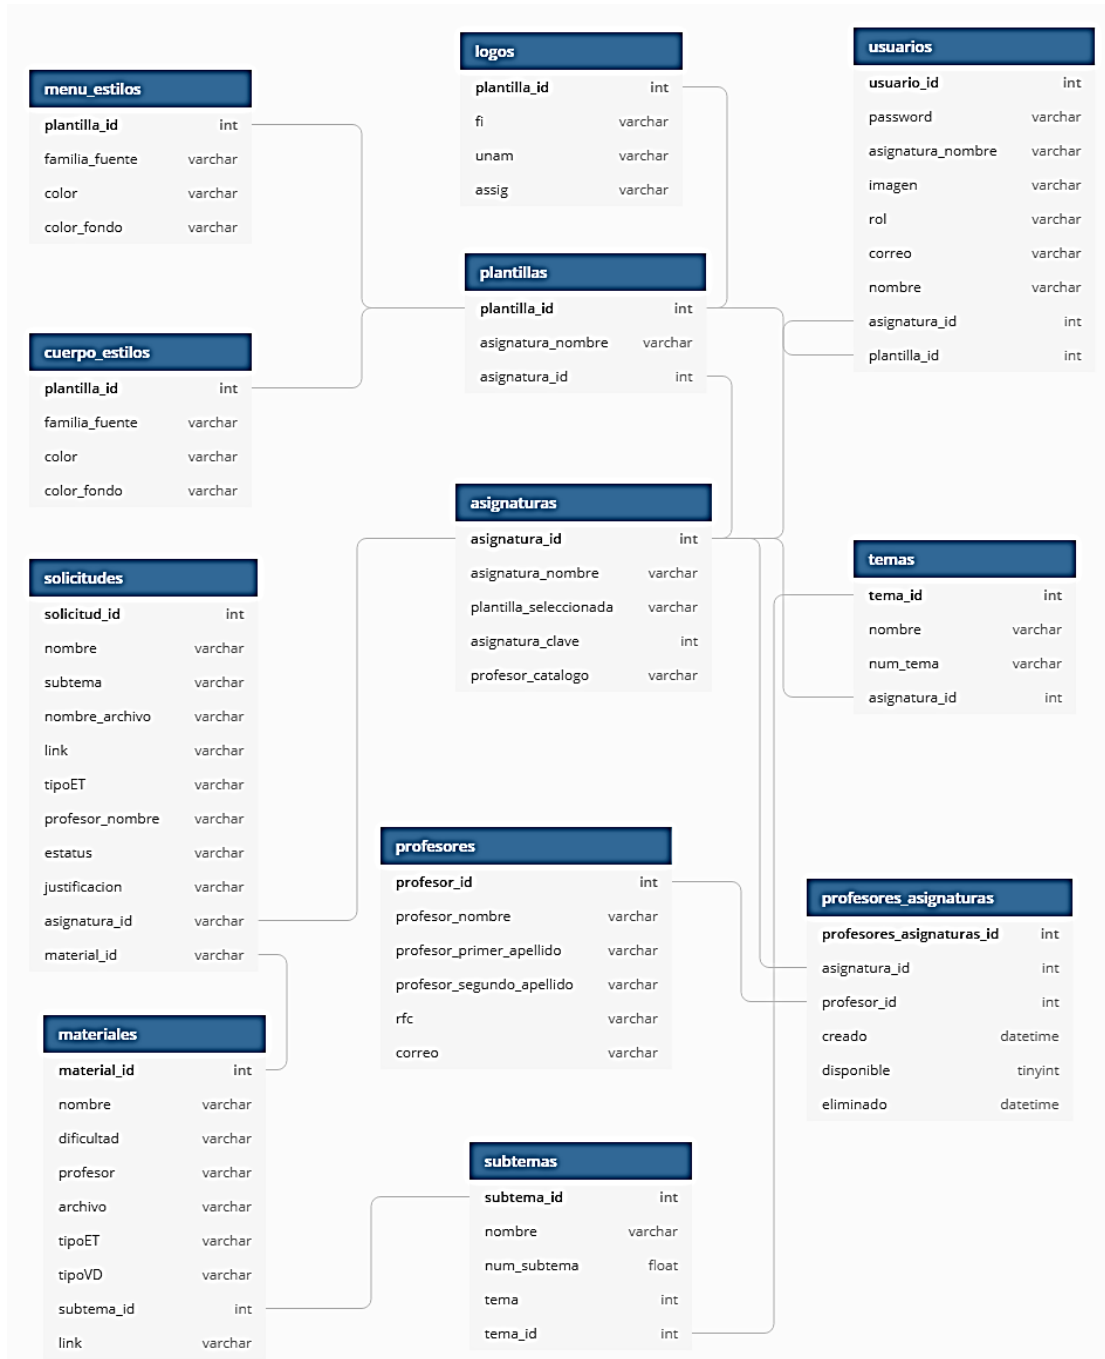 menu_estilos
plantilla_id int
familia_fuente varchar
color varchar
color_fondo varchar
logos
plantilla_id int
fi varchar
unam varchar
assig varchar
usuarios
usuario_id int
password varchar
asignatura_nombre varchar
imagen varchar
rol varchar
correo varchar
nombre varchar
asignatura_id int
plantilla_id int
plantillas
plantilla_id int
asignatura_nombre varchar
asignatura_id int
cuerpo_estilos
plantilla_id int
familia_fuente varchar
color varchar
color_fondo varchar
asignaturas
asignatura_id int
asignatura_nombre varchar
plantilla_seleccionada varchar
asignatura_clave int
profesor_catalogo varchar
temas
tema_id int
nombre varchar
num_tema varchar
asignatura_id int
solicitudes
solicitud_id int
nombre varchar
subtema varchar
nombre_archivo varchar
link varchar
tipoET varchar
profesor_nombre varchar
estatus varchar
justificacion varchar
asignatura_id varchar
material_id varchar
profesores
profesor_id int
profesor_nombre varchar
profesor_primer_apellido varchar
profesor_segundo_apellido varchar
rfc varchar
correo varchar
profesores_asignaturas
profesores_asignaturas_id int
asignatura_id int
profesor_id int
creado datetime
disponible tinyint
eliminado datetime
materiales
material_id int
nombre varchar
dificultad varchar
profesor varchar
archivo varchar
tipoET varchar
tipoVD varchar
subtema_id int
link varchar
subtemas
subtema_id int
nombre varchar
num_subtema float
tema int
tema_id int